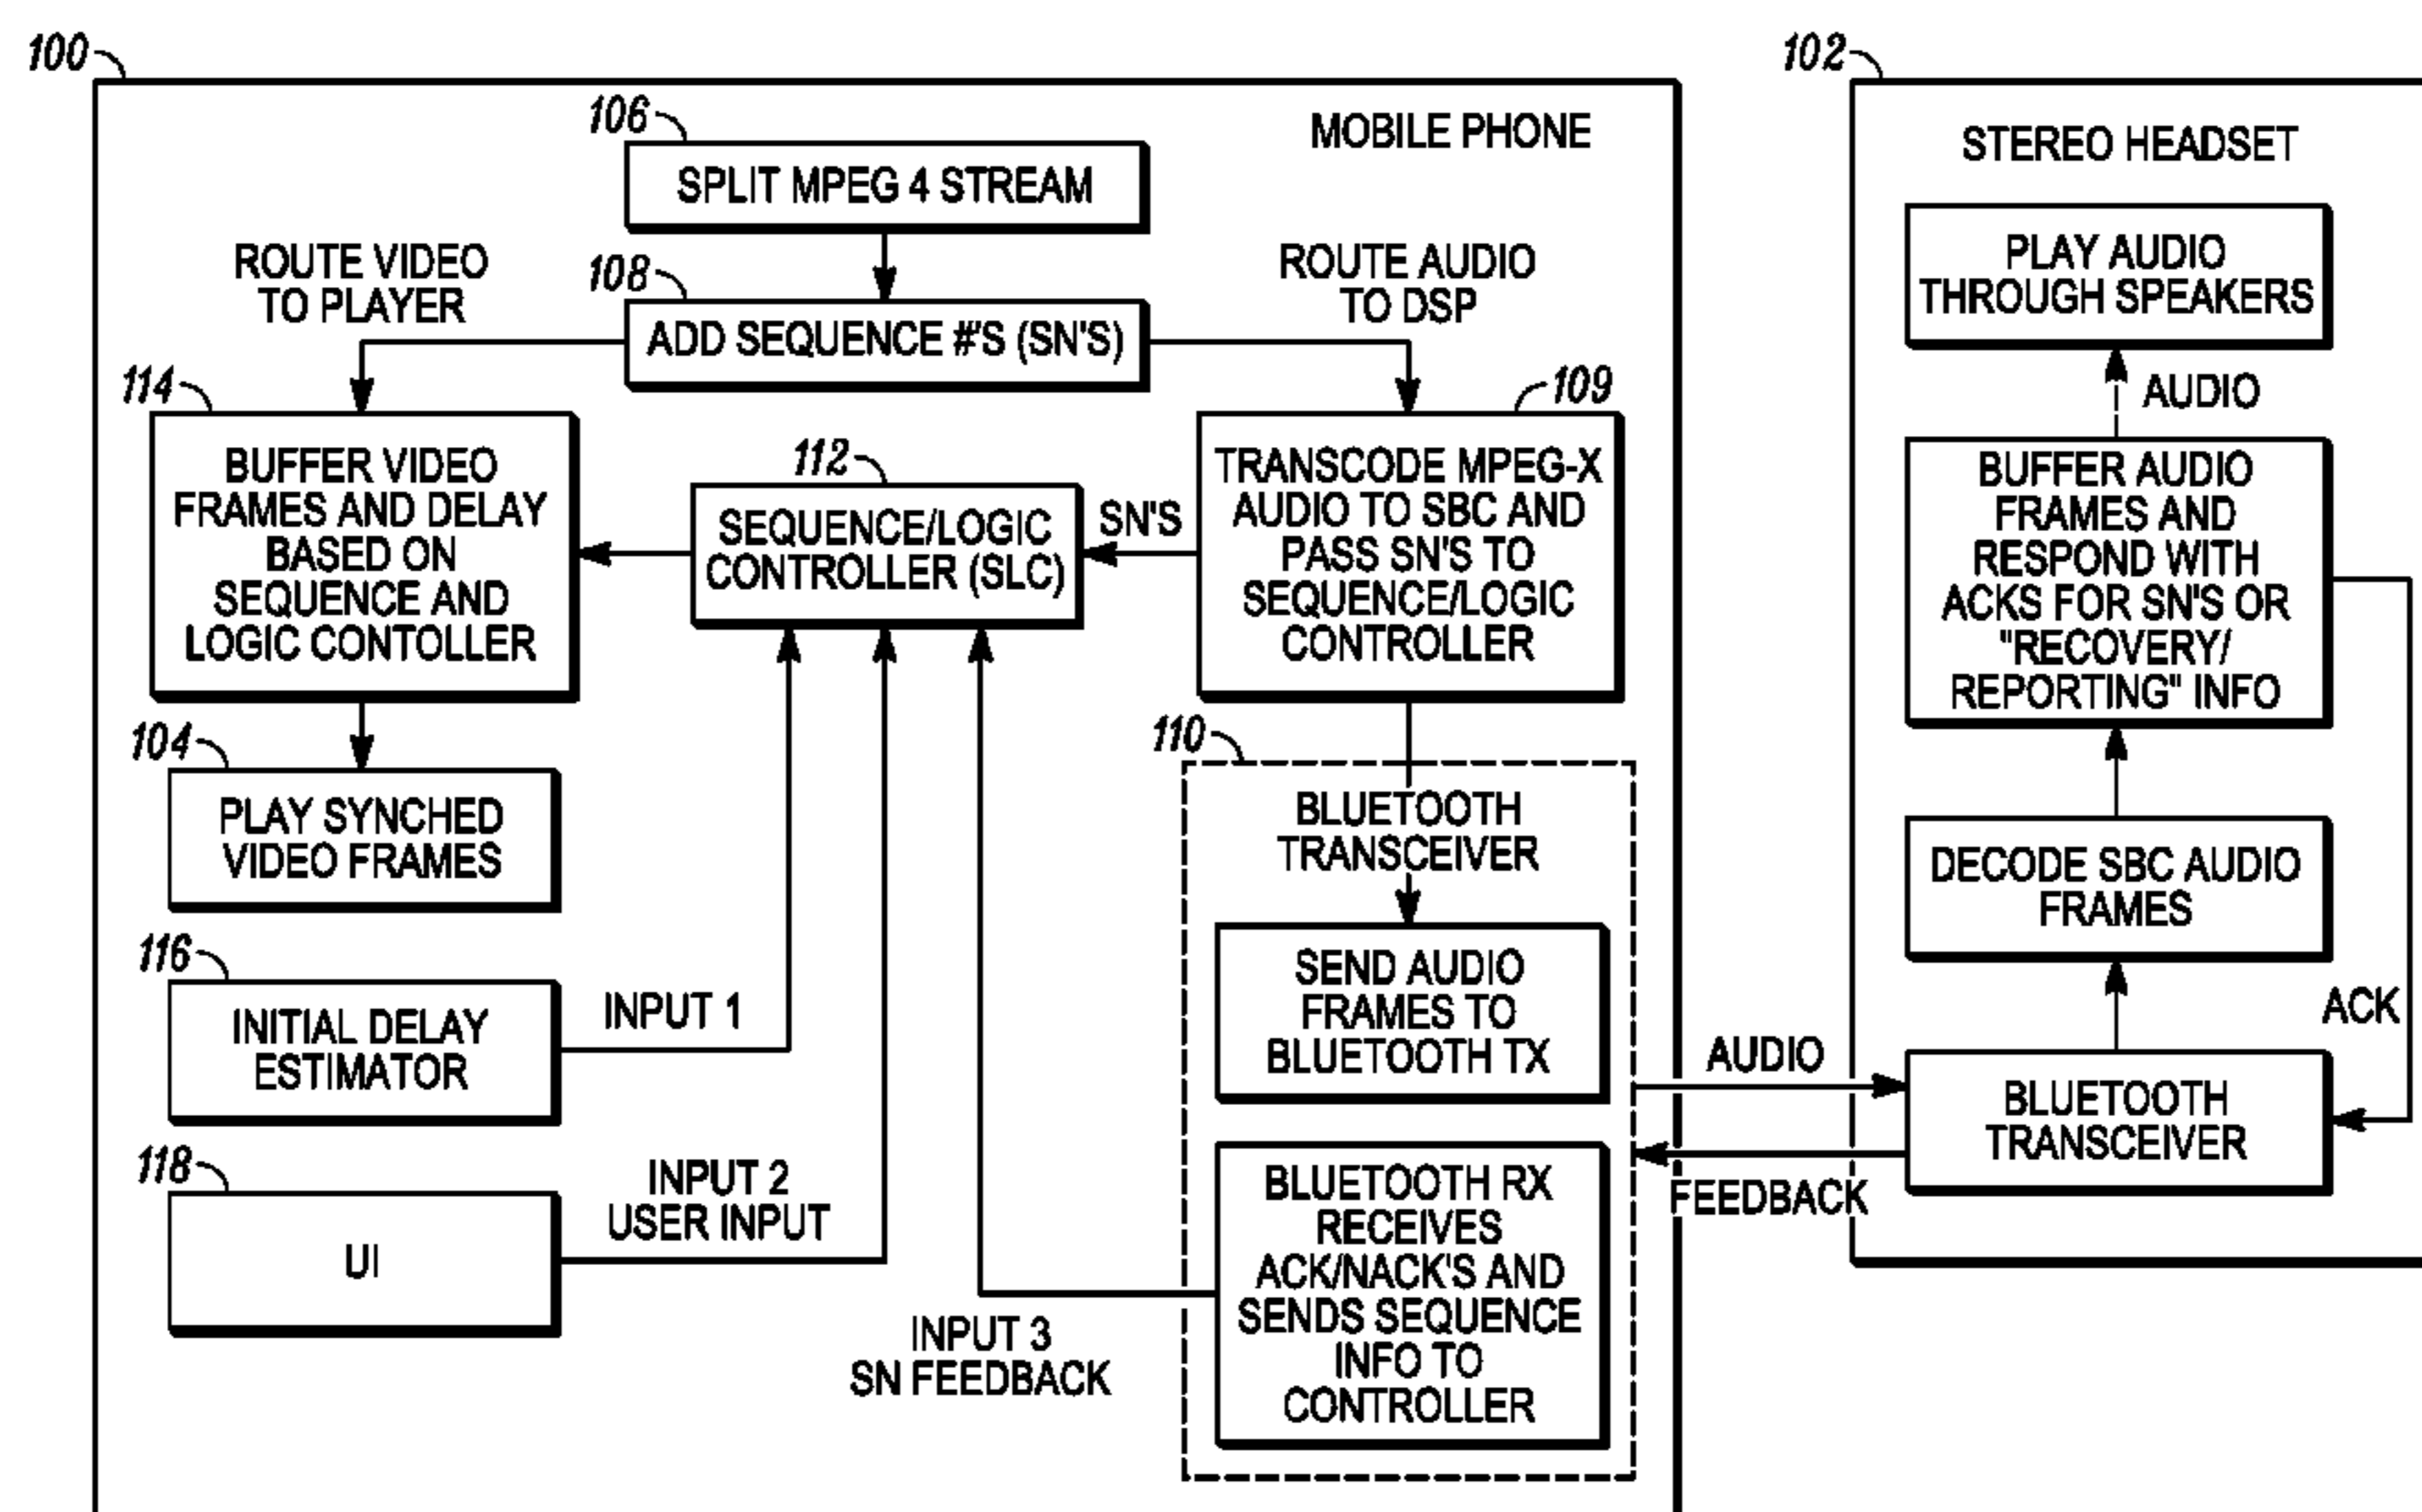 100
102
106
MOBILE PHONE
SPLIT MPEG 4 STREAM
STEREO HEADSET
ROUTE VIDEO
TO PLAYER
108
ADD SEQUENCE #'S (SN'S)
ROUTE AUDIO
TO DSP
PLAY AUDIO
THROUGH SPEAKERS
AUDIO
114
BUFFER VIDEO
FRAMES AND DELAY
BASED ON
SEQUENCE AND
LOGIC CONTOLLER
112
SEQUENCE/LOGIC
CONTROLLER (SLC)
SN'S
109
TRANSCODE MPEG-X
AUDIO TO SBC AND
PASS SN'S TO
SEQUENCE/LOGIC
CONTROLLER
BUFFER AUDIO
FRAMES AND
RESPOND WITH
ACKS FOR SN'S OR
"RECOVERY/
REPORTING" INFO
104
PLAY SYNCHED
VIDEO FRAMES
110
BLUETOOTH
TRANSCEIVER
DECODE SBC AUDIO
FRAMES
116
INITIAL DELAY
ESTIMATOR
INPUT 1
SEND AUDIO
FRAMES TO
BLUETOOTH TX
AUDIO
ACK
BLUETOOTH
TRANSCEIVER
118
UI
INPUT 2
USER INPUT
FEEDBACK
BLUETOOTH RX
RECEIVES
ACK/NACK'S AND
SENDS SEQUENCE
INFO TO
CONTROLLER
INPUT 3
SN FEEDBACK